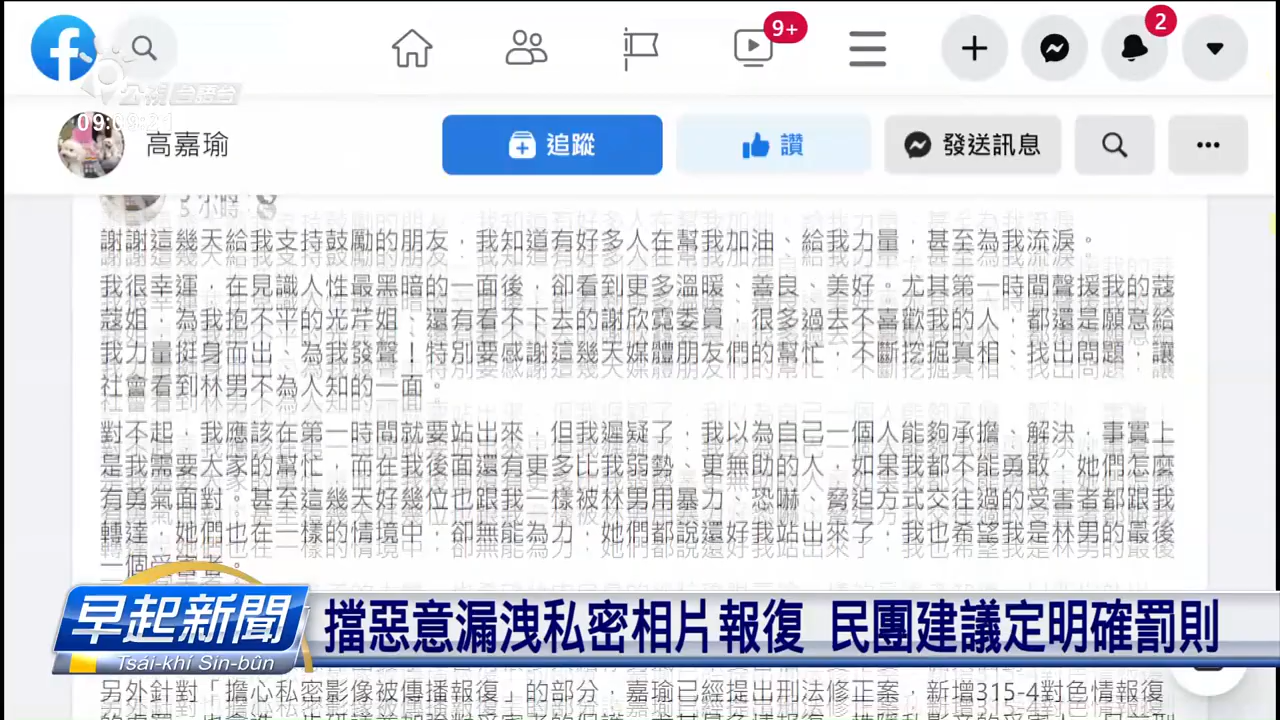 9+
2
公視台語台
09:09:21
高嘉瑜
追蹤
讚
發送訊息
5 小時
謝謝這幾天給我支持鼓勵的朋友，我知道有好多人在幫我加油、給我力量，甚至為我流淚。
我很幸運，在見識人性最黑暗的一面後，卻看到更多溫暖、善良、美好。尤其第一時間聲援我的蔻
蔻姐，為我抱不平的光芹姐、還有看不下去的謝欣霓委員，很多過去不喜歡我的人，都還是願意給
我力量挺身而出、為我發聲！特別要感謝這幾天媒體朋友們的幫忙，不斷挖掘真相、找出問題，讓
社會看到林男不為人知的一面。
對不起，我應該在第一時間就要站出來，但我遲疑了，我以為自己一個人能夠承擔、解決，事實上
是我需要大家的幫忙，而在我後面還有更多比我弱勢、更無助的人，如果我都不能勇敢，她們怎麼
有勇氣面對。甚至這幾天好幾位也跟我一樣被林男用暴力、恐嚇、脅迫方式交往過的受害者都跟我
轉達，她們也在一樣的情境中，卻無能為力，她們都說還好我站出來了，我也希望我是林男的最後
一個受害者。
早起新聞
Tsái-khí Sin-bûn
擋惡意漏洩私密相片報復 民團建議定明確罰則
另外針對「擔心私密影像被傳播報復」的部分，嘉瑜已經提出刑法修正案，新增315-4對色情報復